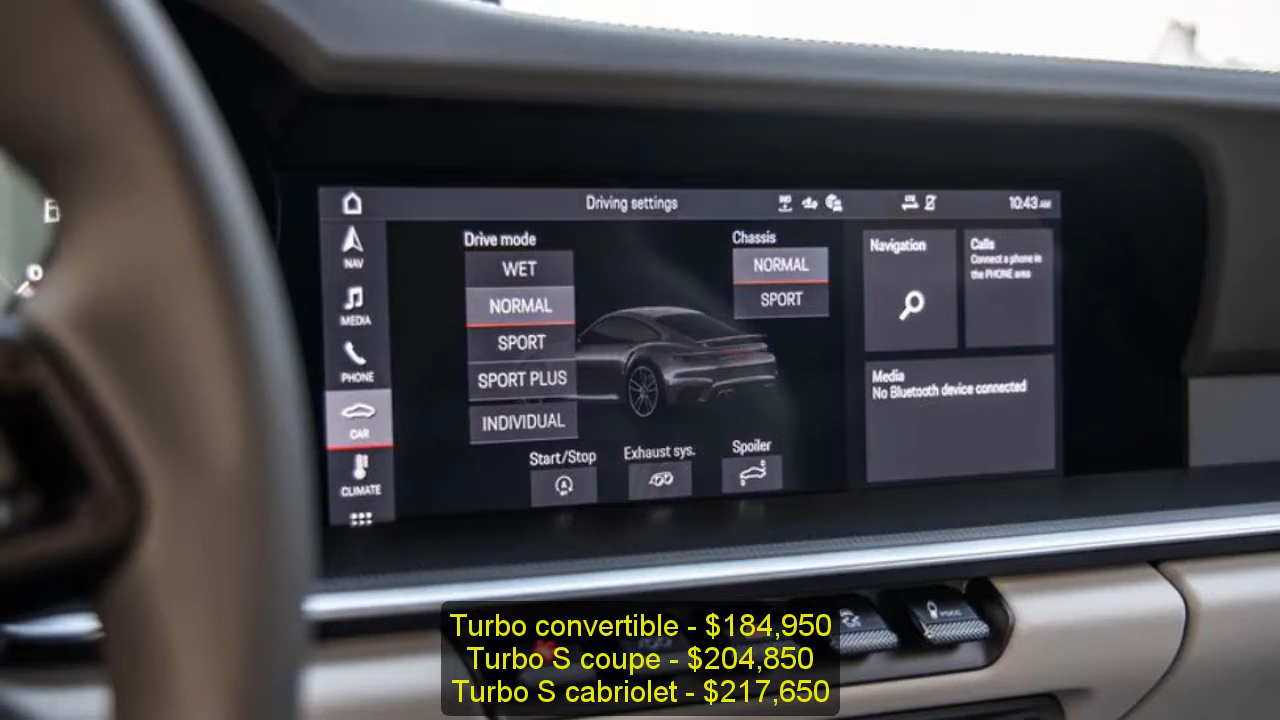 Driving settings
10:43 AM
NAV
MEDIA
PHONE
CAR
CLIMATE
Drive mode
WET
NORMAL
SPORT
SPORT PLUS
INDIVIDUAL
Chassis
NORMAL
SPORT
Start/Stop
Exhaust sys.
Spoiler
Navigation
Calls
Connect a phone in
the PHONE area
Media
No Bluetooth device connected
Turbo convertible - $184,950
Turbo S coupe - $204,850
Turbo S cabriolet - $217,650